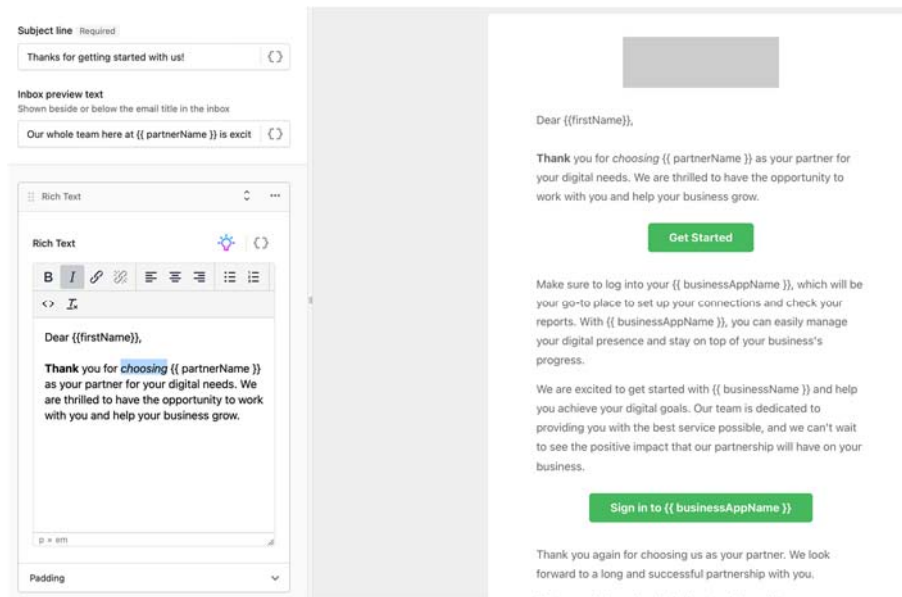 Subject line Required
Thanks for getting started with us!
Inbox preview text
Shown beside or below the email title in the inbox
Our whole team here at {{ partnerName }} is excit
Rich Text
Rich Text
B I
Dear {{firstName}},
Thank you for choosing {{ partnerName }}
as your partner for your digital needs. We
are thrilled to have the opportunity to work
with you and help your business grow.
p » em
Padding
Dear {{firstName}},
Thank you for choosing {{ partnerName }} as your partner for
your digital needs. We are thrilled to have the opportunity to
work with you and help your business grow.
Get Started
Make sure to log into your {{ businessAppName }}, which will be
your go-to place to set up your connections and check your
reports. With {{ businessAppName }}, you can easily manage
your digital presence and stay on top of your business's
progress.
We are excited to get started with {{ businessName }} and help
you achieve your digital goals. Our team is dedicated to
providing you with the best service possible, and we can't wait
to see the positive impact that our partnership will have on your
business.
Sign in to {{ businessAppName }}
Thank you again for choosing us as your partner. We look
forward to a long and successful partnership with you.